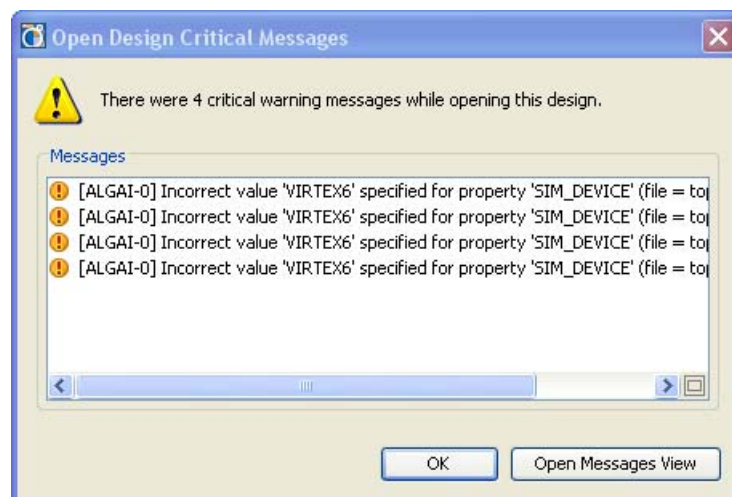 Open Design Critical Messages
There were 4 critical warning messages while opening this design.
Messages
[ALGAI-0] Incorrect value 'VIRTEX6' specified for property 'SIM_DEVICE' (file =
[ALGAI-0] Incorrect value 'VIRTEX6' specified for property 'SIM_DEVICE' (file =
[ALGAI-0] Incorrect value 'VIRTEX6' specified for property 'SIM_DEVICE' (file =
[ALGAI-0] Incorrect value 'VIRTEX6' specified for property 'SIM_DEVICE' (file =
OK
Open Messages View